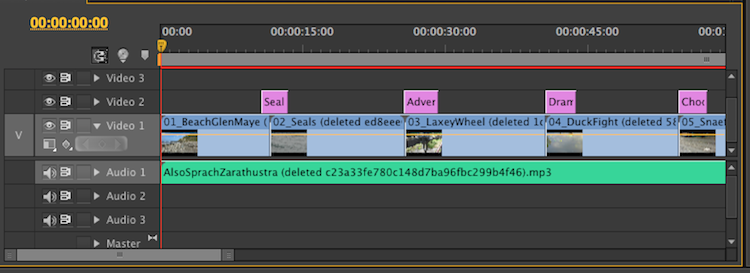 00:00:00:00
00:00 00:00:15:00 00:00:30:00 00:00:45:00 00:0
Video 3
Video 2 Seal Adver Dram Choc
V Video 1 01_BeachGlenMaye ( 02_Seals (deleted ed8eee 03_LaxeyWheel (deleted 1c 04_DuckFight (deleted 58 05_Snaef
Audio 1 AlsoSprachZarathustra (deleted c23a33fe780c148d7ba96fbc299b4f46).mp3
Audio 2
Audio 3
Master